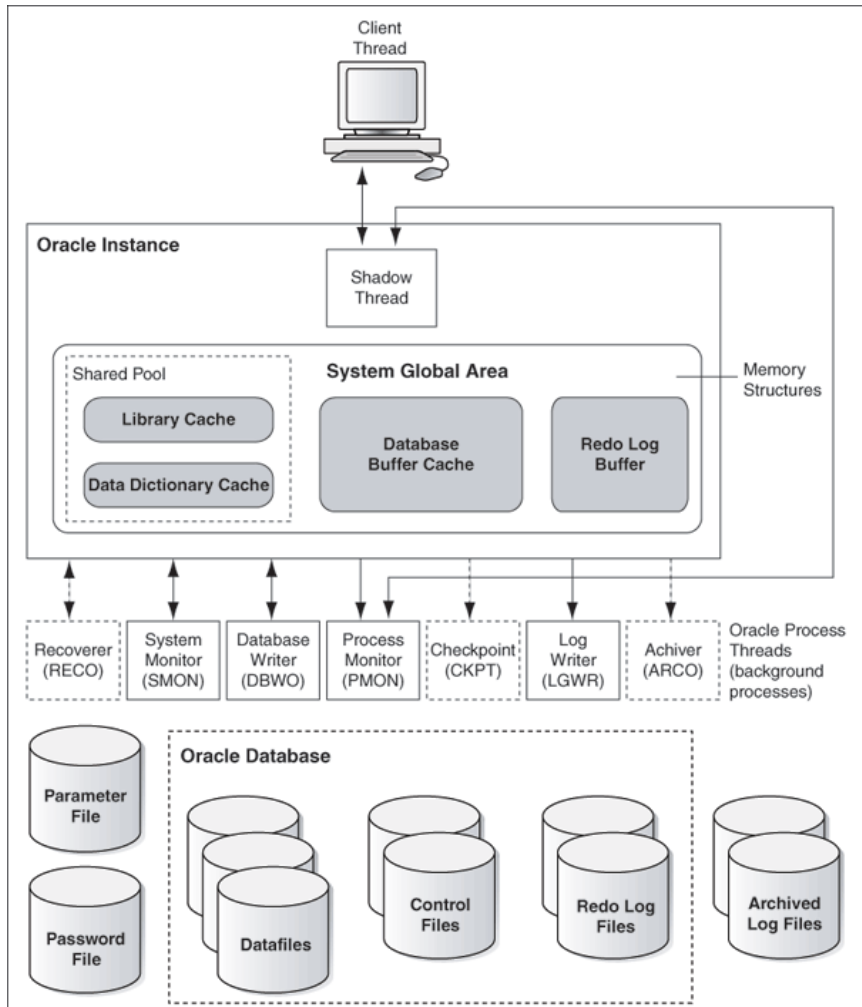 Client
Thread
Oracle Instance
Shadow
Thread
Shared Pool
System Global Area
Memory
Structures
Library Cache
Database
Buffer Cache
Redo Log
Buffer
Data Dictionary Cache
Recoverer
(RECO)
System
Monitor
(SMON)
Database
Writer
(DBWO)
Process
Monitor
(PMON)
Checkpoint
(CKPT)
Log
Writer
(LGWR)
Achiver
(ARCO)
Oracle Process
Threads
(background
processes)
Oracle Database
Parameter
File
Password
File
Datafiles
Control
Files
Redo Log
Files
Archived
Log Files